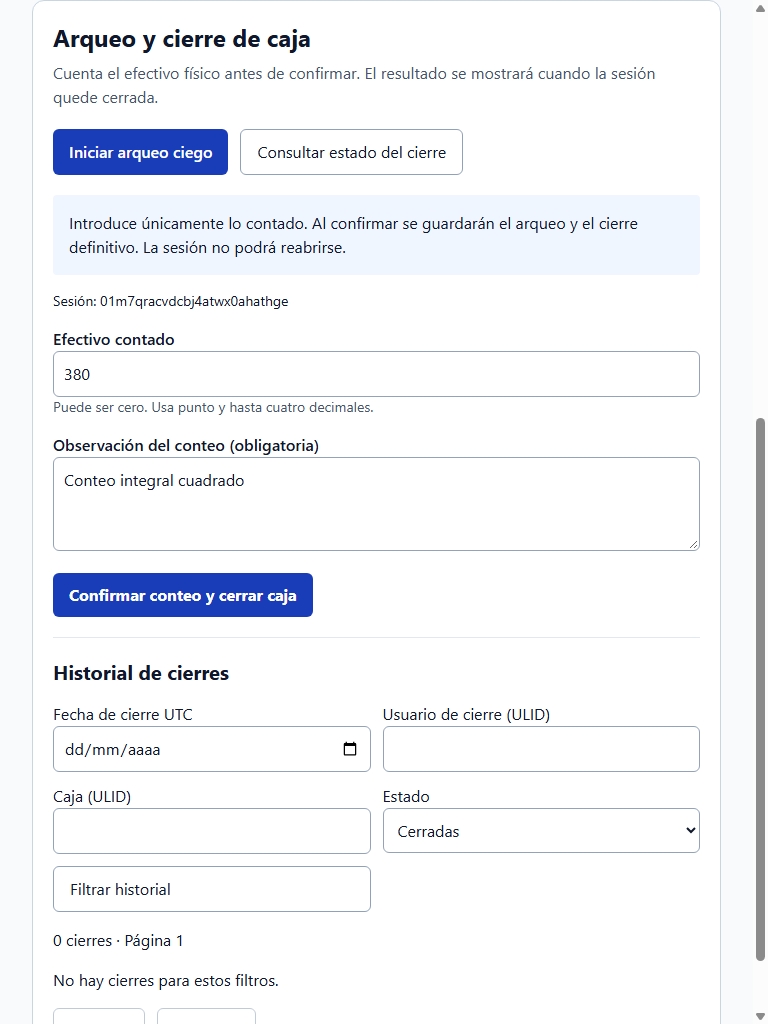 Arqueo y cierre de caja
Cuenta el efectivo físico antes de confirmar. El resultado se mostrará cuando la sesión
quede cerrada.
Iniciar arqueo ciego
Consultar estado del cierre
Introduce únicamente lo contado. Al confirmar se guardarán el arqueo y el cierre
definitivo. La sesión no podrá reabrirse.
Sesión: 01m7qracvdcbj4atwx0ahathge
Efectivo contado
380
Puede ser cero. Usa punto y hasta cuatro decimales.
Observación del conteo (obligatoria)
Conteo integral cuadrado
Confirmar conteo y cerrar caja
Historial de cierres
Fecha de cierre UTC
Usuario de cierre (ULID)
dd/mm/aaaa
Caja (ULID)
Estado
Cerradas
Filtrar historial
0 cierres · Página 1
No hay cierres para estos filtros.